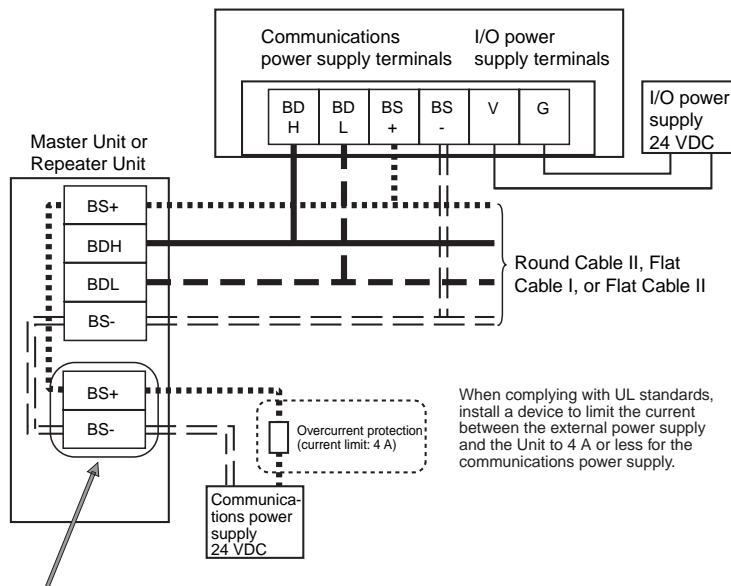 Communications
power supply terminals
I/O power
supply terminals
BD
H
BD
L
BS
+
BS
-
V
G
I/O power
supply
24 VDC
Master Unit or
Repeater Unit
BS+
BDH
BDL
BS-
Round Cable II, Flat
Cable I, or Flat Cable II
BS+
BS-
Overcurrent protection
(current limit: 4 A)
When complying with UL standards,
install a device to limit the current
between the external power supply
and the Unit to 4 A or less for the
communications power supply.
Communica-
tions power
supply
24 VDC